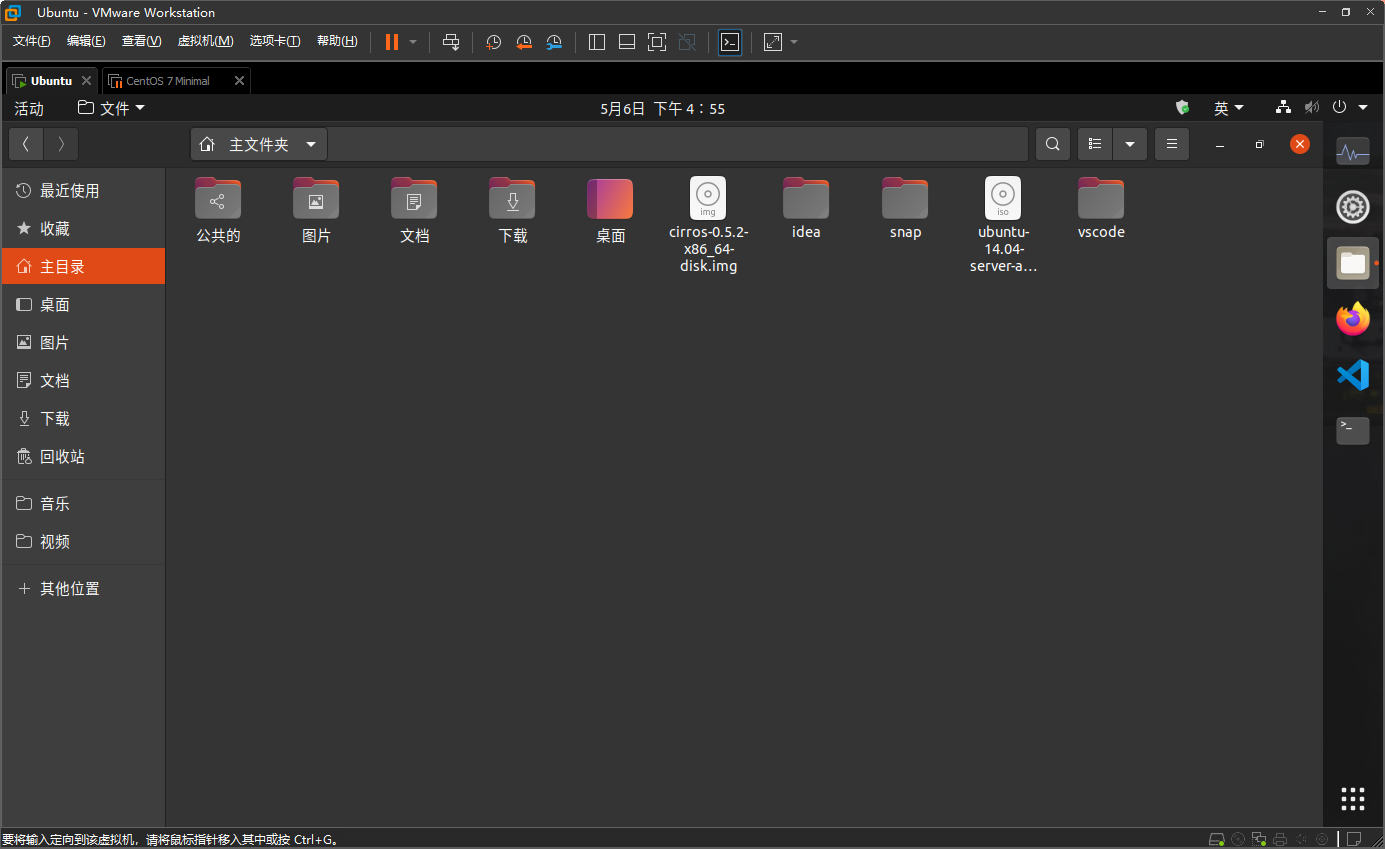 Ubuntu - VMware Workstation
文件(F) 编辑(E) 查看(V) 虚拟机(M) 选项卡(T) 帮助(H)
Ubuntu CentOS 7 Minimal
活动 文件 5月6日 下午 4：55 英
主文件夹
最近使用
收藏
主目录
桌面
图片
文档
下载
回收站
音乐
视频
其他位置
公共的 图片 文档 下载 桌面
img
cirros-0.5.2-
x86_64-
disk.img
idea
snap
iso
ubuntu-
14.04-
server-a...
vscode
>_
要将输入定向到该虚拟机，请将鼠标指针移入其中或按 Ctrl+G。